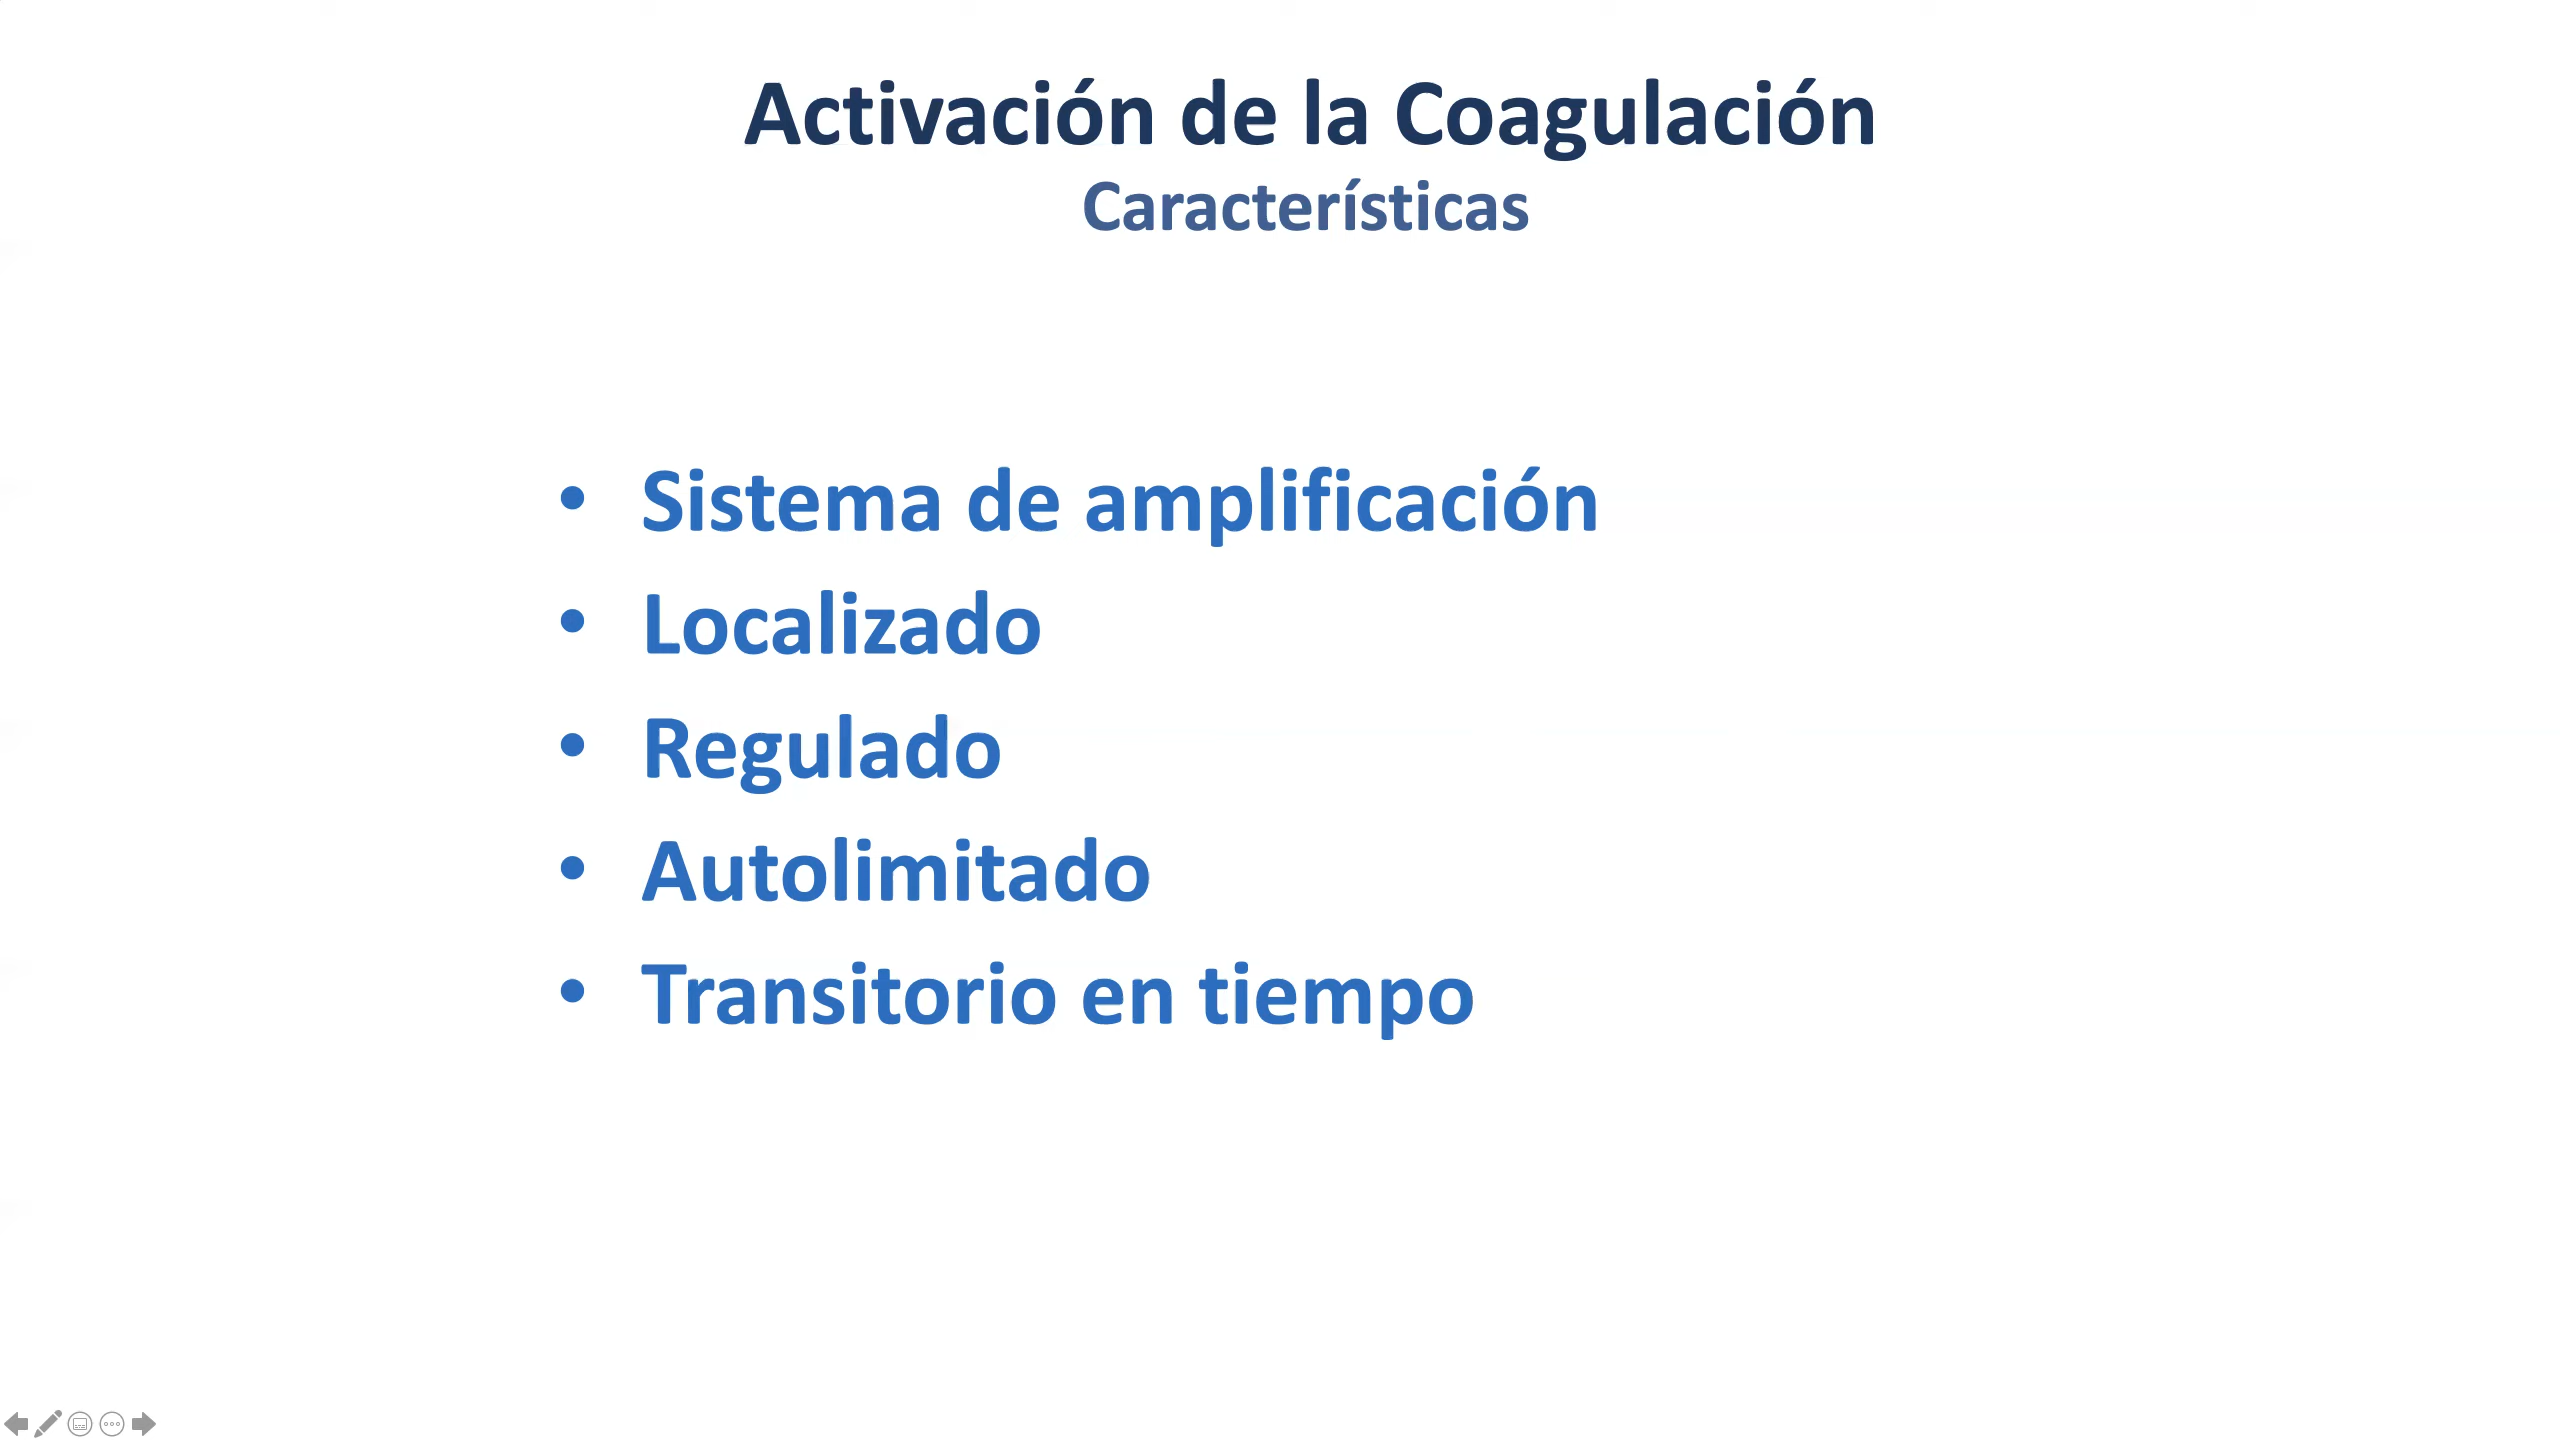 Activación de la Coagulación
Características
• Sistema de amplificación
• Localizado
• Regulado
• Autolimitado
• Transitorio en tiempo